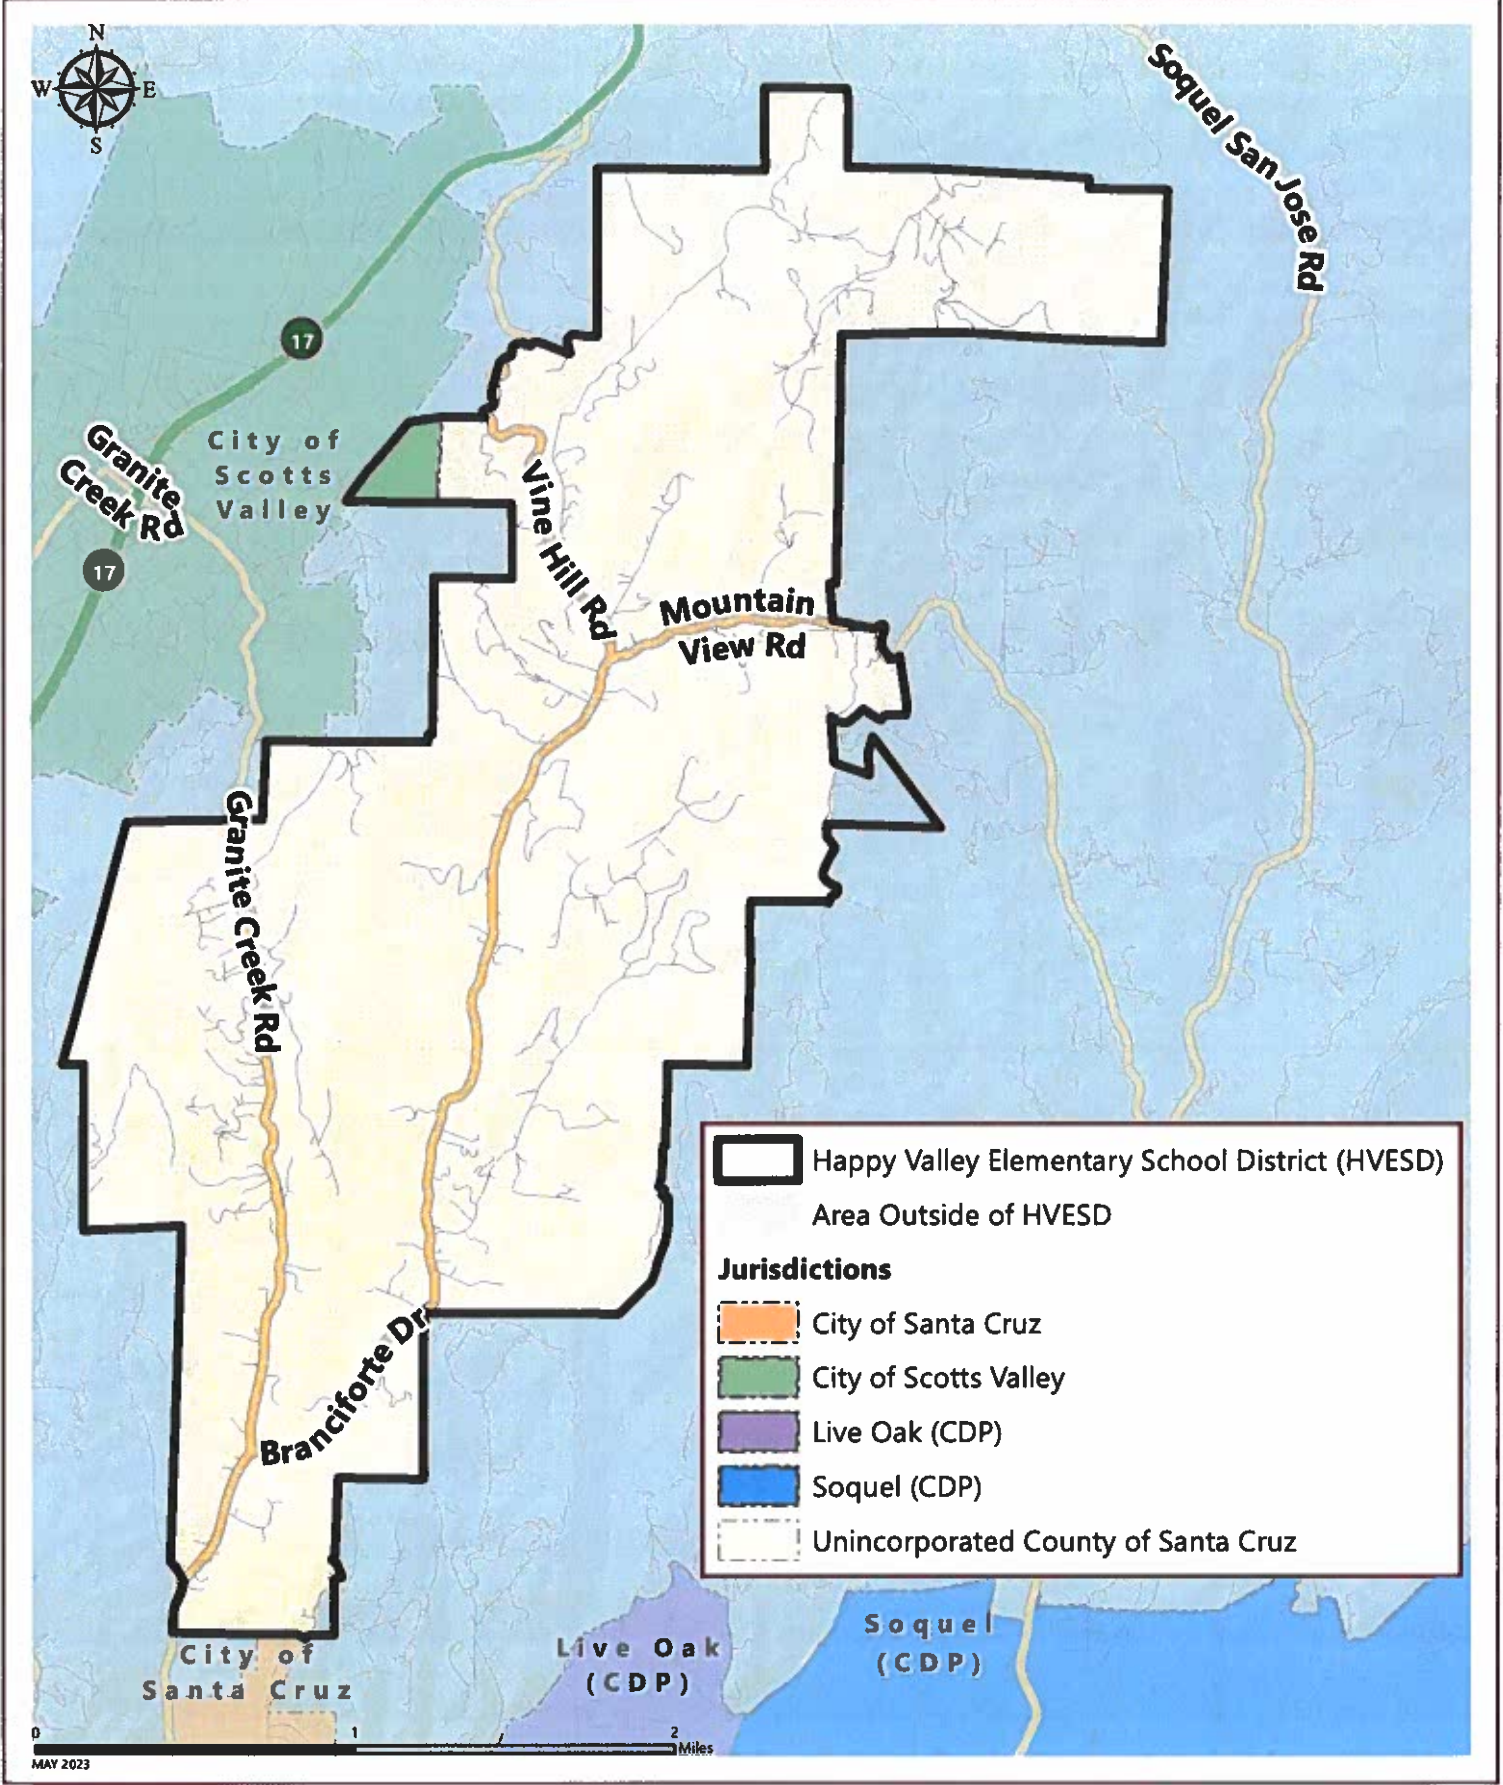 N
W E
S
Soquel San Jose Rd
17
City of
Scotts
Valley
Granite
Creek Rd
17
Vine Hill Rd
Mountain
View Rd
Granite Creek Rd
Branciforte Dr
Happy Valley Elementary School District (HVESD)
Area Outside of HVESD
Jurisdictions
City of Santa Cruz
City of Scotts Valley
Live Oak (CDP)
Soquel (CDP)
Unincorporated County of Santa Cruz
City of
Santa Cruz
Live Oak
(CDP)
Soquel
(CDP)
0 1 2
Miles
MAY 2023